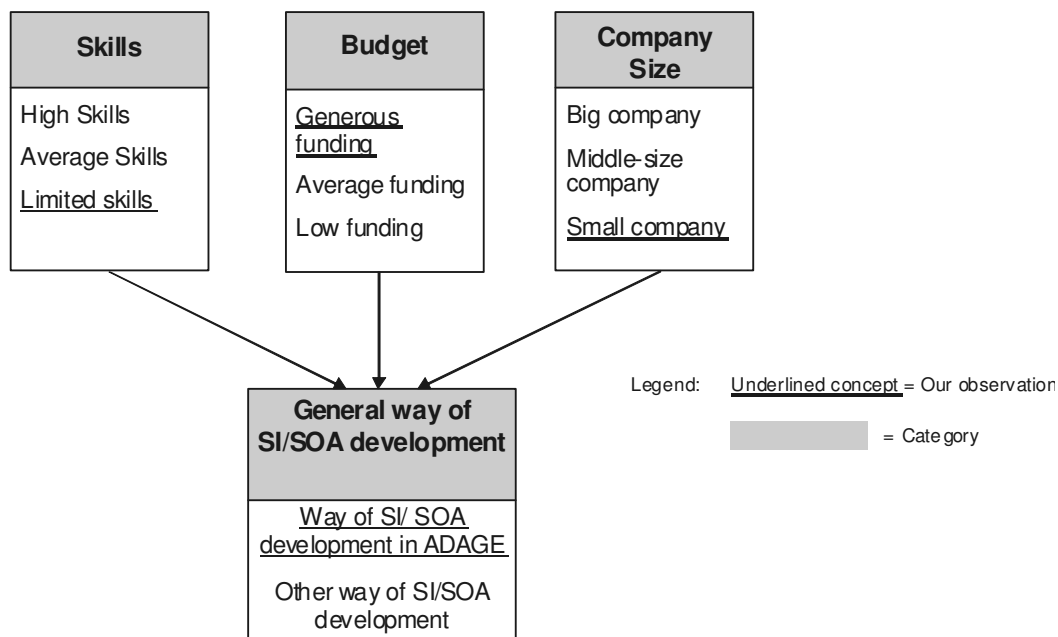 Skills
High Skills
Average Skills
Limited skills
Budget
Generous
funding
Average funding
Low funding
Company
Size
Big company
Middle-size
company
Small company
General way of
SI/SOA development
Way of SI/ SOA
development in ADAGE
Other way of SI/SOA
development
Legend: Underlined concept = Our observation
= Category